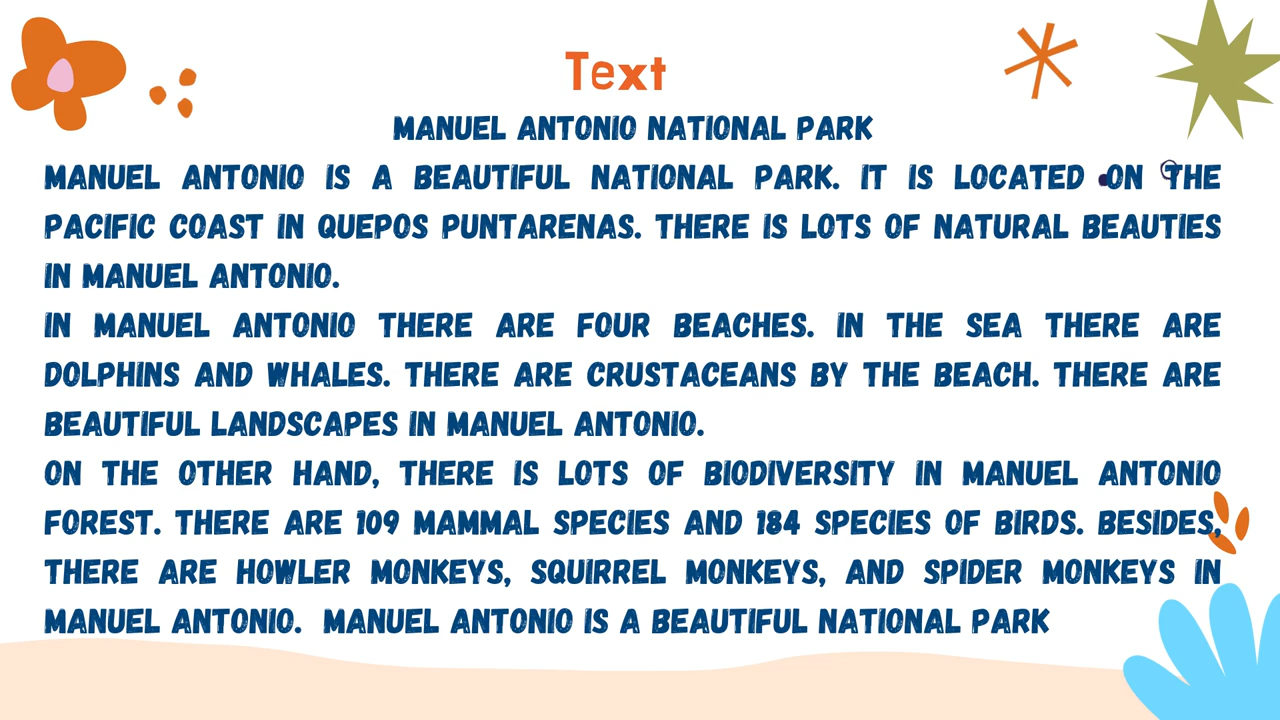 Text
MANUEL ANTONIO NATIONAL PARK
MANUEL ANTONIO IS A BEAUTIFUL NATIONAL PARK. IT IS LOCATED ON THE
PACIFIC COAST IN QUEPOS PUNTARENAS. THERE IS LOTS OF NATURAL BEAUTIES
IN MANUEL ANTONIO.
IN MANUEL ANTONIO THERE ARE FOUR BEACHES. IN THE SEA THERE ARE
DOLPHINS AND WHALES. THERE ARE CRUSTACEANS BY THE BEACH. THERE ARE
BEAUTIFUL LANDSCAPES IN MANUEL ANTONIO.
ON THE OTHER HAND, THERE IS LOTS OF BIODIVERSITY IN MANUEL ANTONIO
FOREST. THERE ARE 109 MAMMAL SPECIES AND 184 SPECIES OF BIRDS. BESIDES,
THERE ARE HOWLER MONKEYS, SQUIRREL MONKEYS, AND SPIDER MONKEYS IN
MANUEL ANTONIO. MANUEL ANTONIO IS A BEAUTIFUL NATIONAL PARK